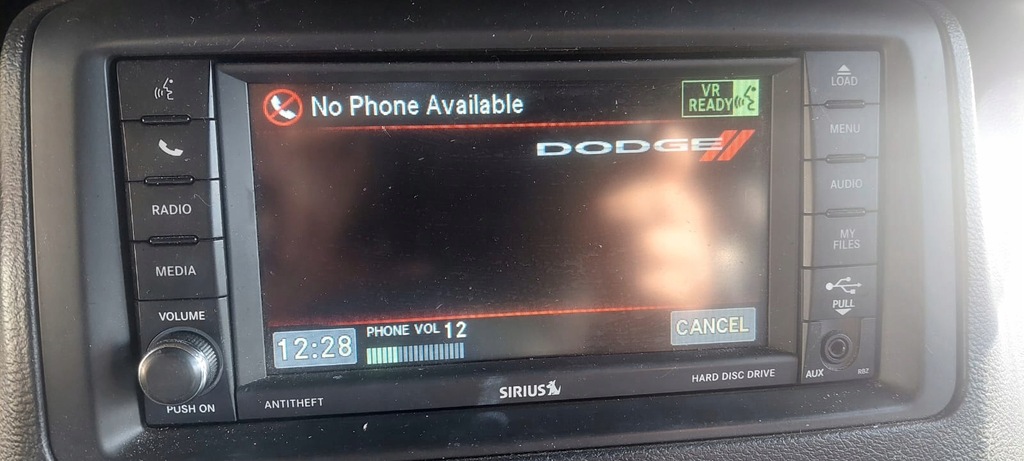 No Phone Available
VR
READY
DODGE
RADIO
MEDIA
VOLUME
PUSH ON
12:28
PHONE VOL 12
CANCEL
ANTITHEFT
SIRIUS
HARD DISC DRIVE
LOAD
MENU
AUDIO
MY
FILES
PULL
AUX
RB2